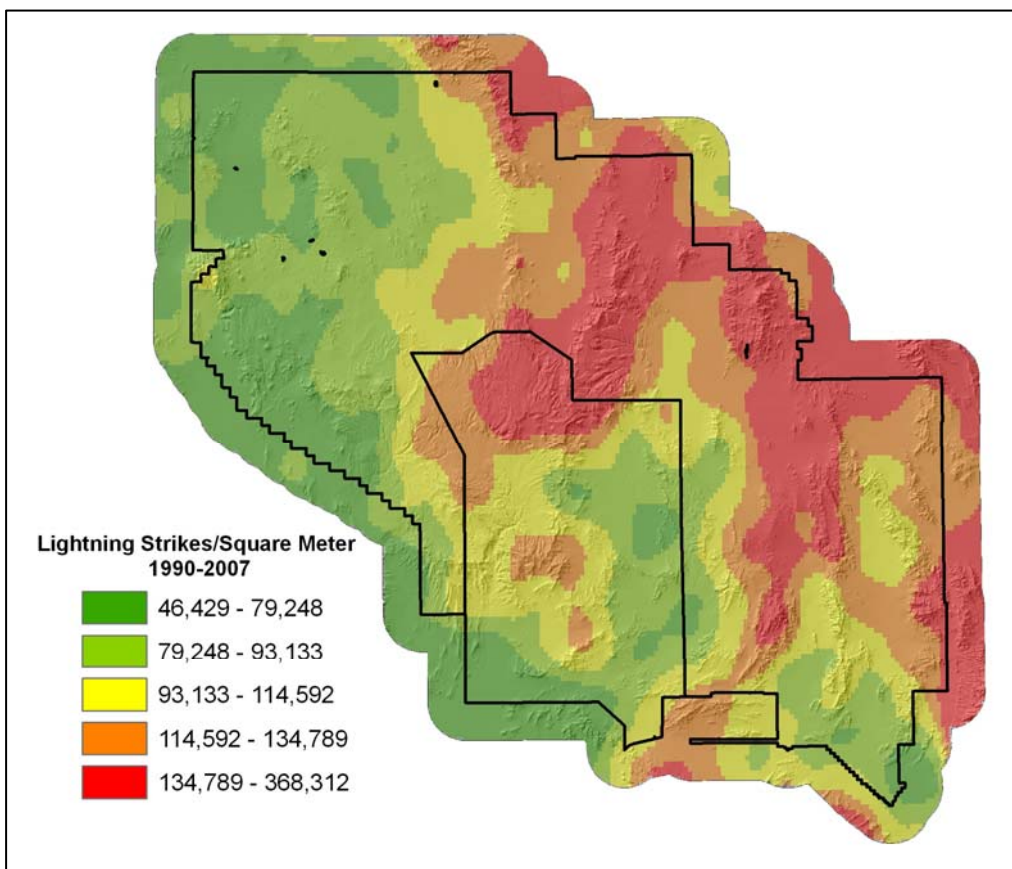 Lightning Strikes/Square Meter
1990-2007
46,429 - 79,248
79,248 - 93,133
93,133 - 114,592
114,592 - 134,789
134,789 - 368,312